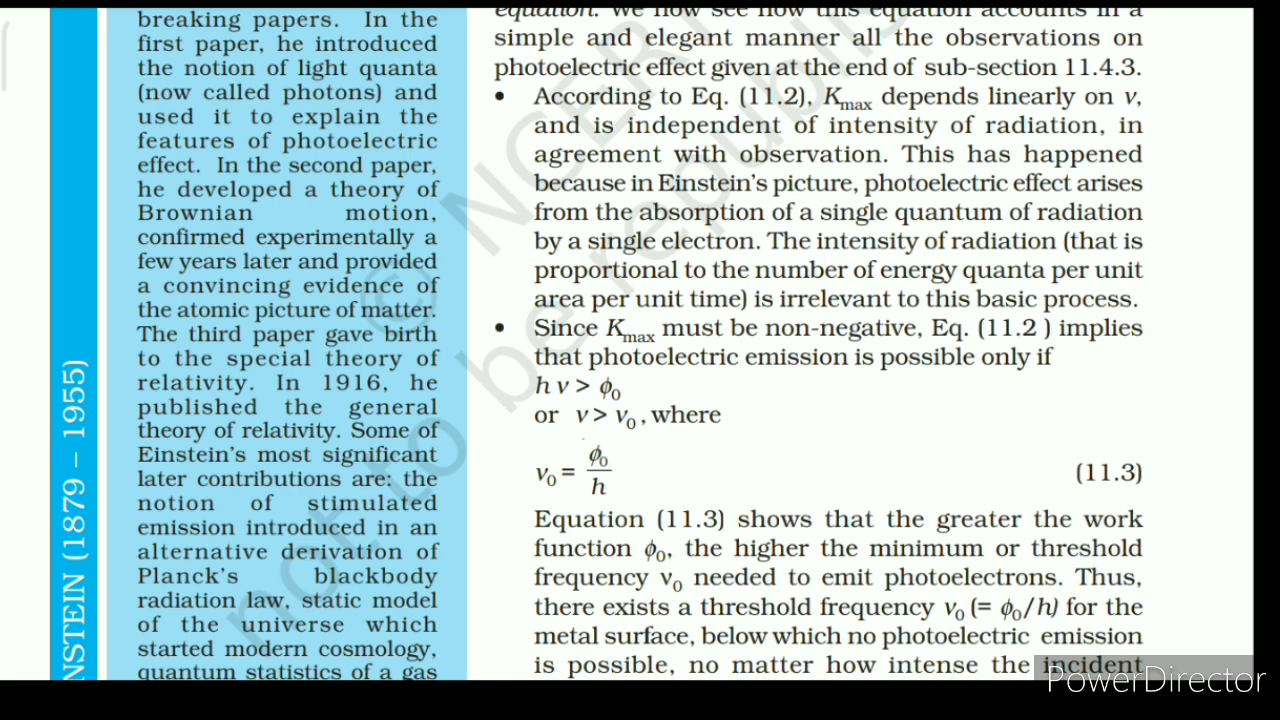 breaking papers. In the
first paper, he introduced
the notion of light quanta
(now called photons) and
used it to explain the
features of photoelectric
effect. In the second paper,
he developed a theory of
Brownian motion,
confirmed experimentally a
few years later and provided
a convincing evidence of
the atomic picture of matter.
The third paper gave birth
to the special theory of
relativity. In 1916, he
published the general
theory of relativity. Some of
Einstein's most significant
later contributions are: the
notion of stimulated
emission introduced in an
alternative derivation of
Planck's blackbody
radiation law, static model
of the universe which
started modern cosmology,
quantum statistics of a gas
NSTEIN (1879 – 1955)
equation. We now see how this equation accounts in a
simple and elegant manner all the observations on
photoelectric effect given at the end of sub-section 11.4.3.
• According to Eq. (11.2), Kmax depends linearly on ν,
and is independent of intensity of radiation, in
agreement with observation. This has happened
because in Einstein's picture, photoelectric effect arises
from the absorption of a single quantum of radiation
by a single electron. The intensity of radiation (that is
proportional to the number of energy quanta per unit
area per unit time) is irrelevant to this basic process.
• Since Kmax must be non-negative, Eq. (11.2 ) implies
that photoelectric emission is possible only if
h ν > ϕ₀
or ν > ν₀ , where
ν₀ = ϕ₀ / h (11.3)
Equation (11.3) shows that the greater the work
function ϕ₀, the higher the minimum or threshold
frequency ν₀ needed to emit photoelectrons. Thus,
there exists a threshold frequency ν₀ (= ϕ₀/h) for the
metal surface, below which no photoelectric emission
is possible, no matter how intense the incident
© NCERT
not to be republi
PowerDirector